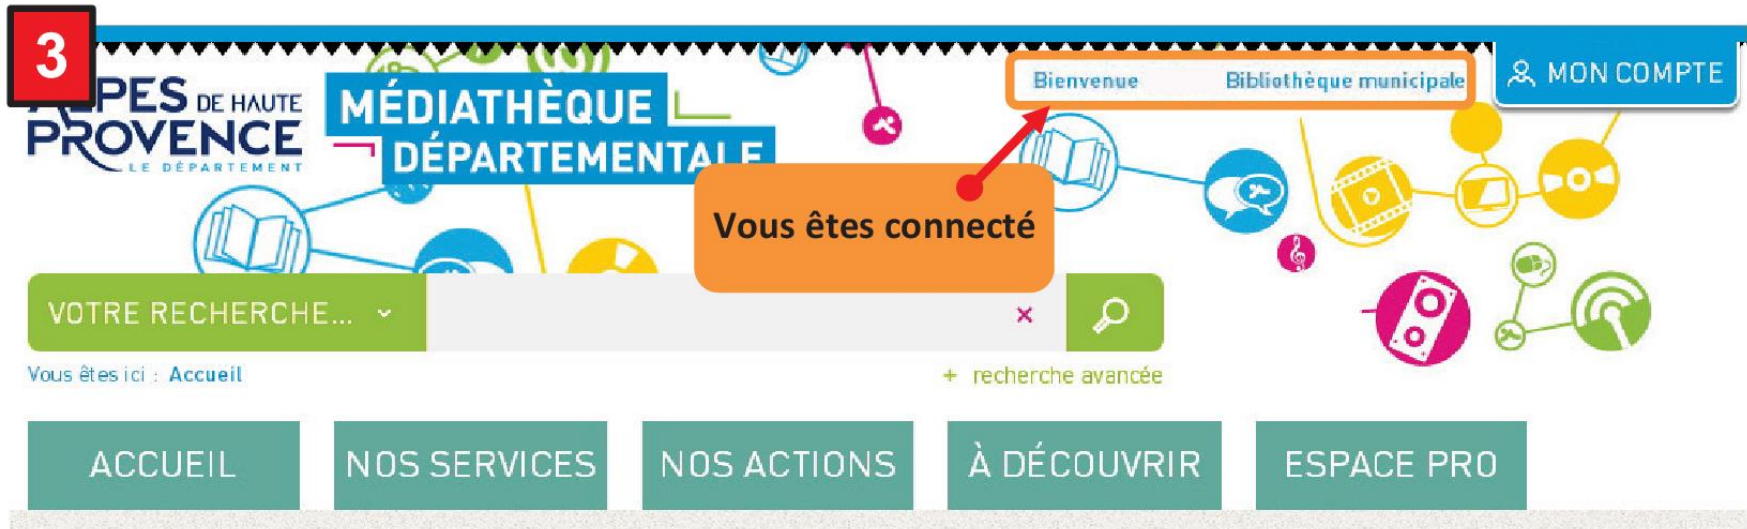 3
ALPES DE HAUTE
PROVENCE
LE DÉPARTEMENT
MÉDIATHÈQUE
DÉPARTEMENTALE
Bienvenue Bibliothèque municipale
MON COMPTE
Vous êtes connecté
VOTRE RECHERCHE...
Vous êtes ici : Accueil
+ recherche avancée
ACCUEIL
NOS SERVICES
NOS ACTIONS
À DÉCOUVRIR
ESPACE PRO